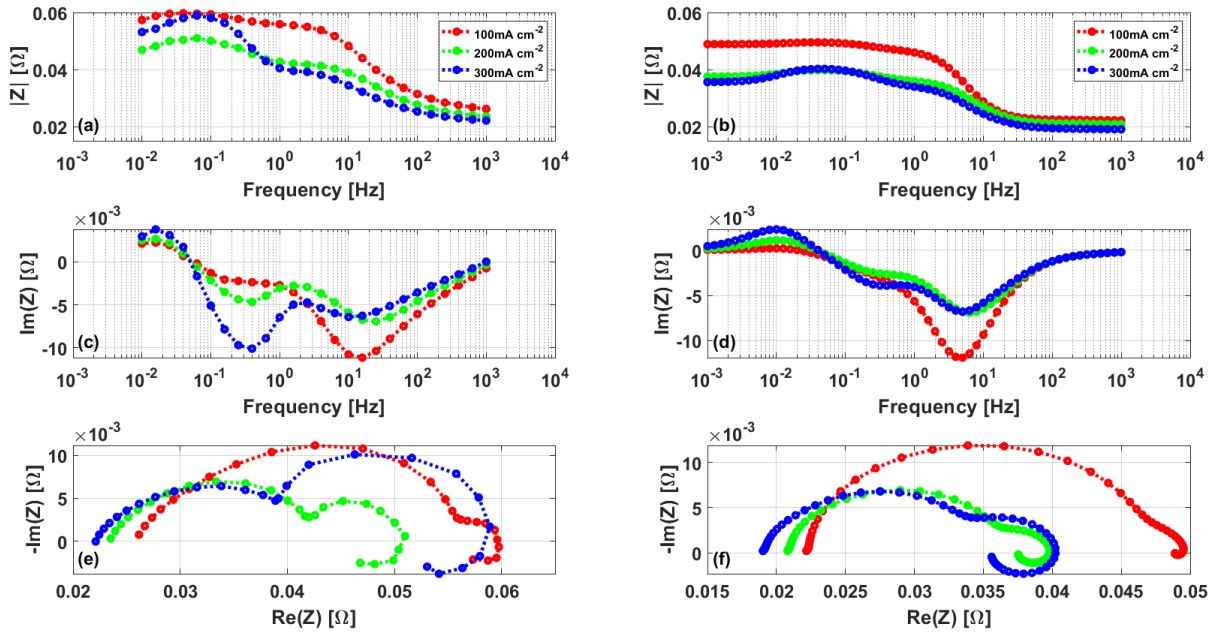 0.06
0.04
0.02
|Z| [Ω]
100mA cm⁻²
200mA cm⁻²
300mA cm⁻²
(a)
10⁻³ 10⁻² 10⁻¹ 10⁰ 10¹ 10² 10³ 10⁴
Frequency [Hz]
0.06
0.04
0.02
|Z| [Ω]
100mA cm⁻²
200mA cm⁻²
300mA cm⁻²
(b)
10⁻³ 10⁻² 10⁻¹ 10⁰ 10¹ 10² 10³ 10⁴
Frequency [Hz]
×10⁻³
0
-5
-10
Im(Z) [Ω]
(c)
10⁻³ 10⁻² 10⁻¹ 10⁰ 10¹ 10² 10³ 10⁴
Frequency [Hz]
×10⁻³
0
-5
-10
Im(Z) [Ω]
(d)
10⁻³ 10⁻² 10⁻¹ 10⁰ 10¹ 10² 10³ 10⁴
Frequency [Hz]
×10⁻³
10
5
0
-Im(Z) [Ω]
(e)
0.02 0.03 0.04 0.05 0.06
Re(Z) [Ω]
×10⁻³
10
5
0
-Im(Z) [Ω]
(f)
0.015 0.02 0.025 0.03 0.035 0.04 0.045 0.05
Re(Z) [Ω]